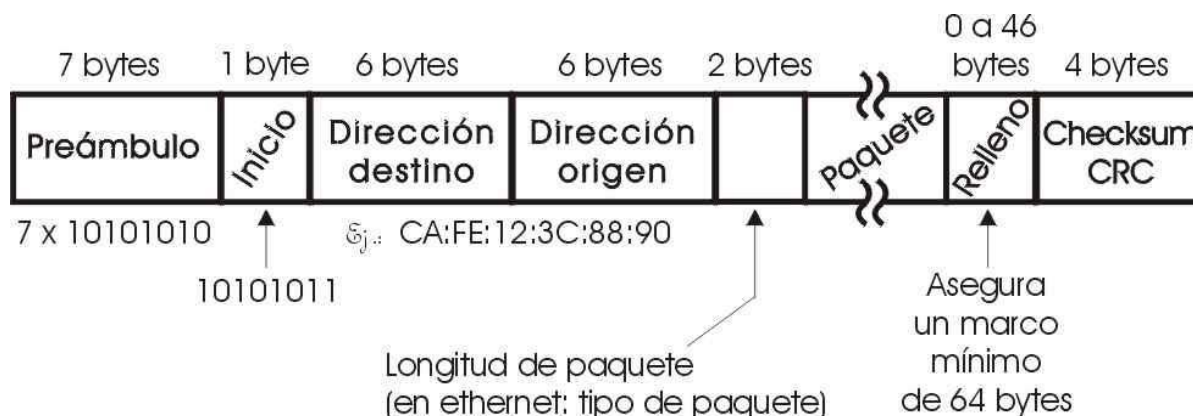 0 a 46
7 bytes 1 byte 6 bytes 6 bytes 2 bytes bytes 4 bytes
Preámbulo
Inicio
Dirección
destino
Dirección
origen
Paquete
Relleno
Checksum
CRC
7 x 10101010
10101011
Ej.: CA:FE:12:3C:88:90
Longitud de paquete
(en ethernet: tipo de paquete)
Asegura
un marco
mínimo
de 64 bytes